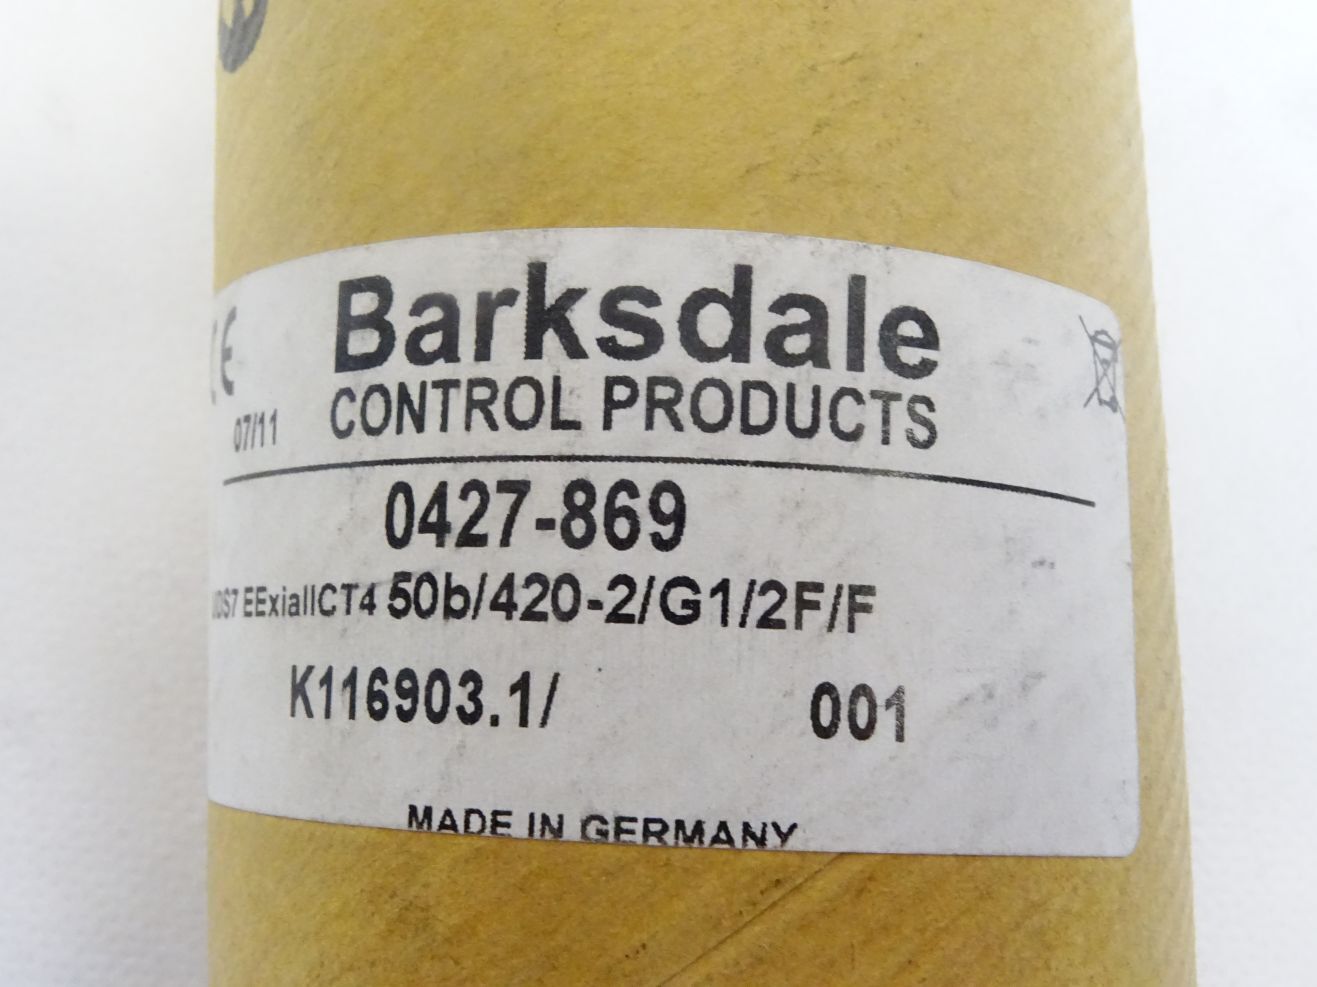 Barksdale
CE
CONTROL PRODUCTS
07/11
0427-869
EExiaIICT4 50b/420-2/G1/2F/F
K116903.1/ 001
MADE IN GERMANY